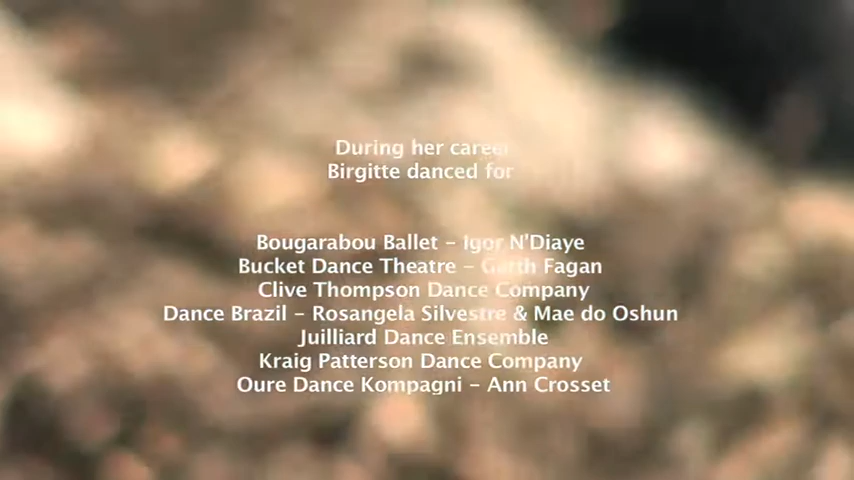 During her career
Birgitte danced for
Bougarabou Ballet – Igor N'Diaye
Bucket Dance Theatre – Garth Fagan
Clive Thompson Dance Company
Dance Brazil – Rosangela Silvestre & Mae do Oshun
Juilliard Dance Ensemble
Kraig Patterson Dance Company
Oure Dance Kompagni – Ann Crosset